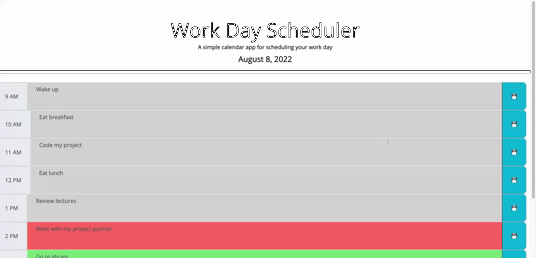 Work Day Scheduler
A simple calendar app for scheduling your work day
August 8, 2022
9 AM Wake up
10 AM Eat breakfast
11 AM Code my project
12 PM Eat lunch
1 PM Review lectures
2 PM Meet with my project partner
Go to library